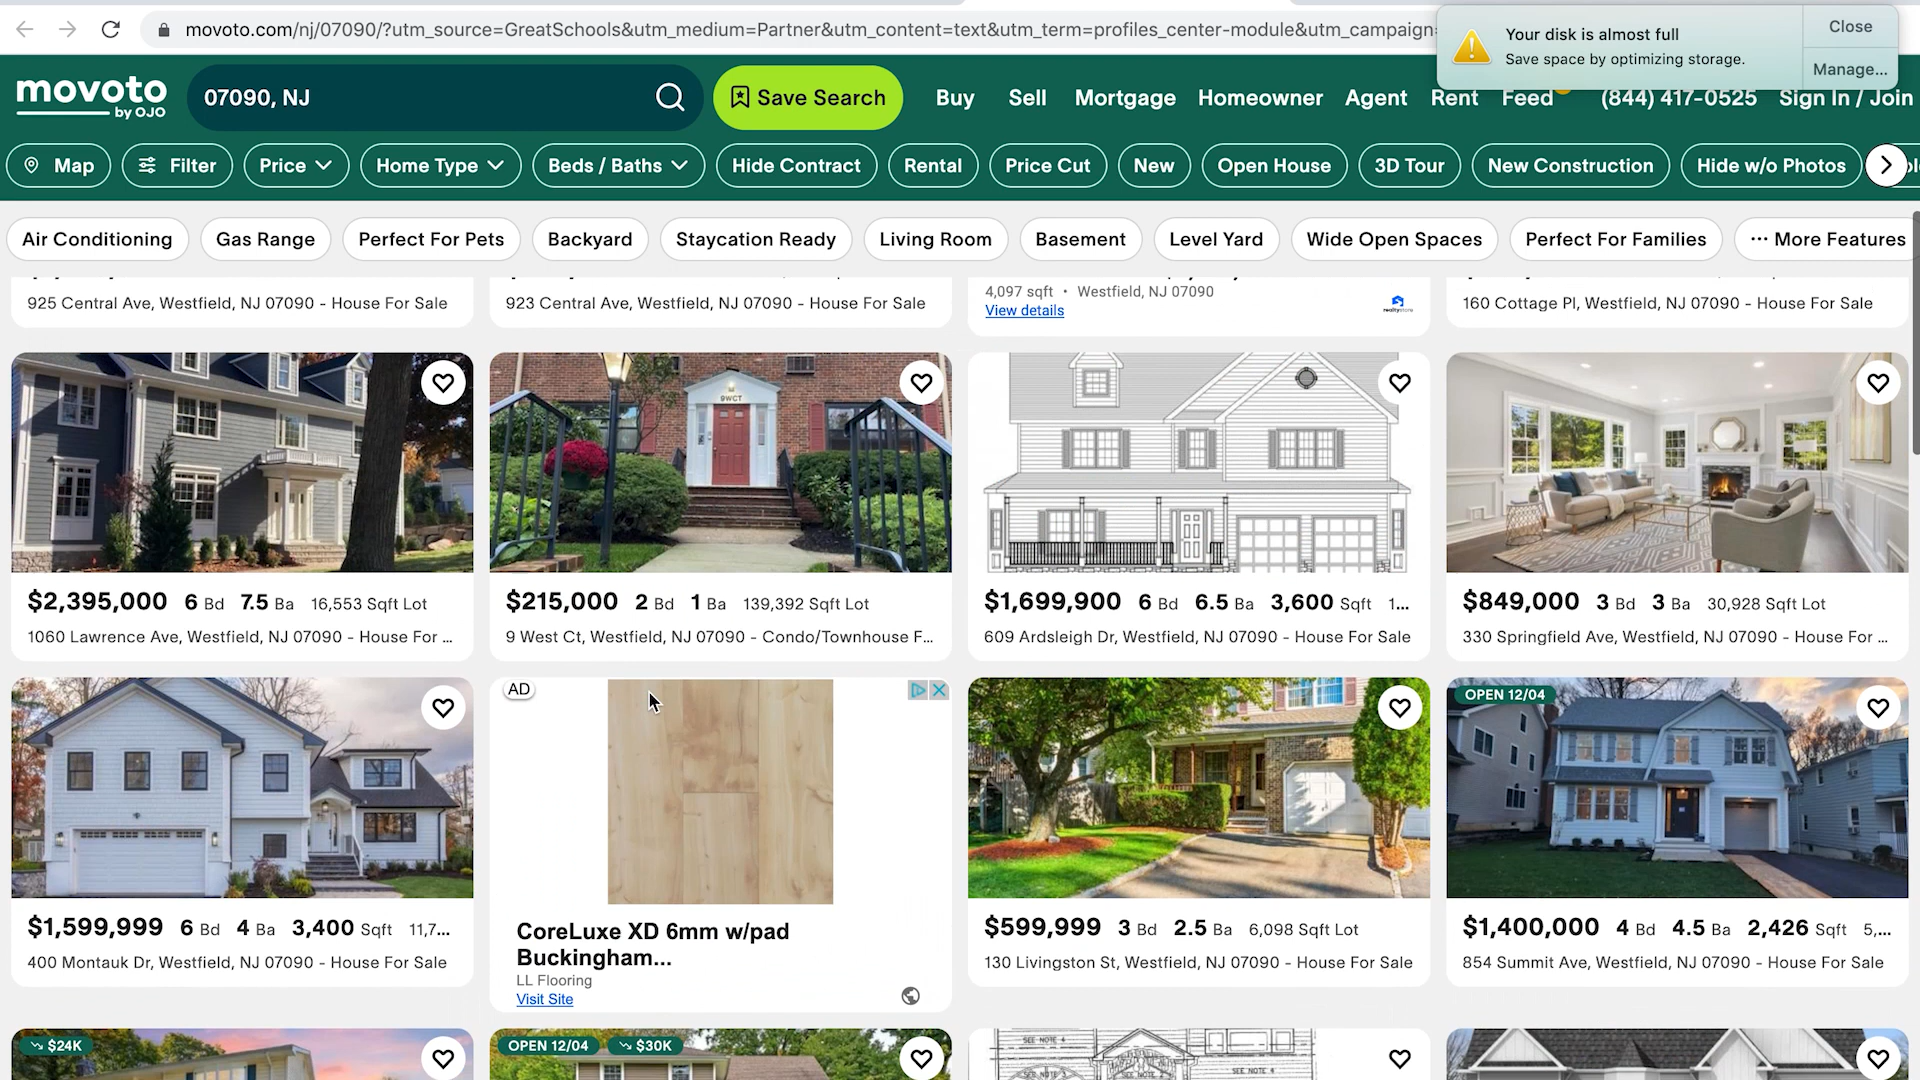 movoto.com/nj/07090/?utm_source=GreatSchools&utm_medium=Partner&utm_content=text&utm_term=profiles_center-module&utm_campaign
Your disk is almost full
Save space by optimizing storage.
Close
Manage...
movoto
by OJO
07090, NJ
Save Search
Buy
Sell
Mortgage
Homeowner
Agent
Rent
Feed
(844) 417-0525
Sign In / Join
Map
Filter
Price
Home Type
Beds / Baths
Hide Contract
Rental
Price Cut
New
Open House
3D Tour
New Construction
Hide w/o Photos
Air Conditioning
Gas Range
Perfect For Pets
Backyard
Staycation Ready
Living Room
Basement
Level Yard
Wide Open Spaces
Perfect For Families
··· More Features
925 Central Ave, Westfield, NJ 07090 - House For Sale
923 Central Ave, Westfield, NJ 07090 - House For Sale
4,097 sqft • Westfield, NJ 07090
View details
realtystore
160 Cottage Pl, Westfield, NJ 07090 - House For Sale
9WCT
$2,395,000 6 Bd 7.5 Ba 16,553 Sqft Lot
1060 Lawrence Ave, Westfield, NJ 07090 - House For ...
$215,000 2 Bd 1 Ba 139,392 Sqft Lot
9 West Ct, Westfield, NJ 07090 - Condo/Townhouse F...
$1,699,900 6 Bd 6.5 Ba 3,600 Sqft 1...
609 Ardsleigh Dr, Westfield, NJ 07090 - House For Sale
$849,000 3 Bd 3 Ba 30,928 Sqft Lot
330 Springfield Ave, Westfield, NJ 07090 - House For ...
AD
OPEN 12/04
$1,599,999 6 Bd 4 Ba 3,400 Sqft 11,7...
400 Montauk Dr, Westfield, NJ 07090 - House For Sale
CoreLuxe XD 6mm w/pad
Buckingham...
LL Flooring
Visit Site
$599,999 3 Bd 2.5 Ba 6,098 Sqft Lot
130 Livingston St, Westfield, NJ 07090 - House For Sale
$1,400,000 4 Bd 4.5 Ba 2,426 Sqft 5,...
854 Summit Ave, Westfield, NJ 07090 - House For Sale
$24K
OPEN 12/04
$30K
SEE NOTE 4
SEE NOTE 4